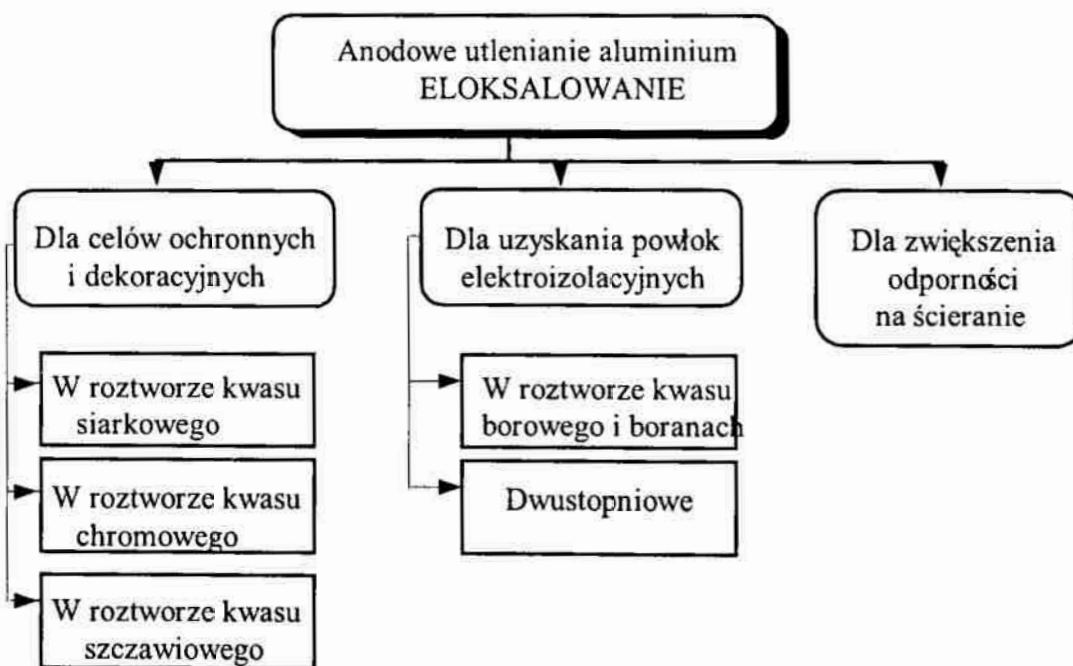 Anodowe utlenianie aluminium
ELOKSALOWANIE
Dla celów ochronnych
i dekoracyjnych
W roztworze kwasu
siarkowego
W roztworze kwasu
chromowego
W roztworze kwasu
szczawiowego
Dla uzyskania powłok
elektroizolacyjnych
W roztworze kwasu
borowego i boranach
Dwustopniowe
Dla zwiększenia
odporności
na ścieranie